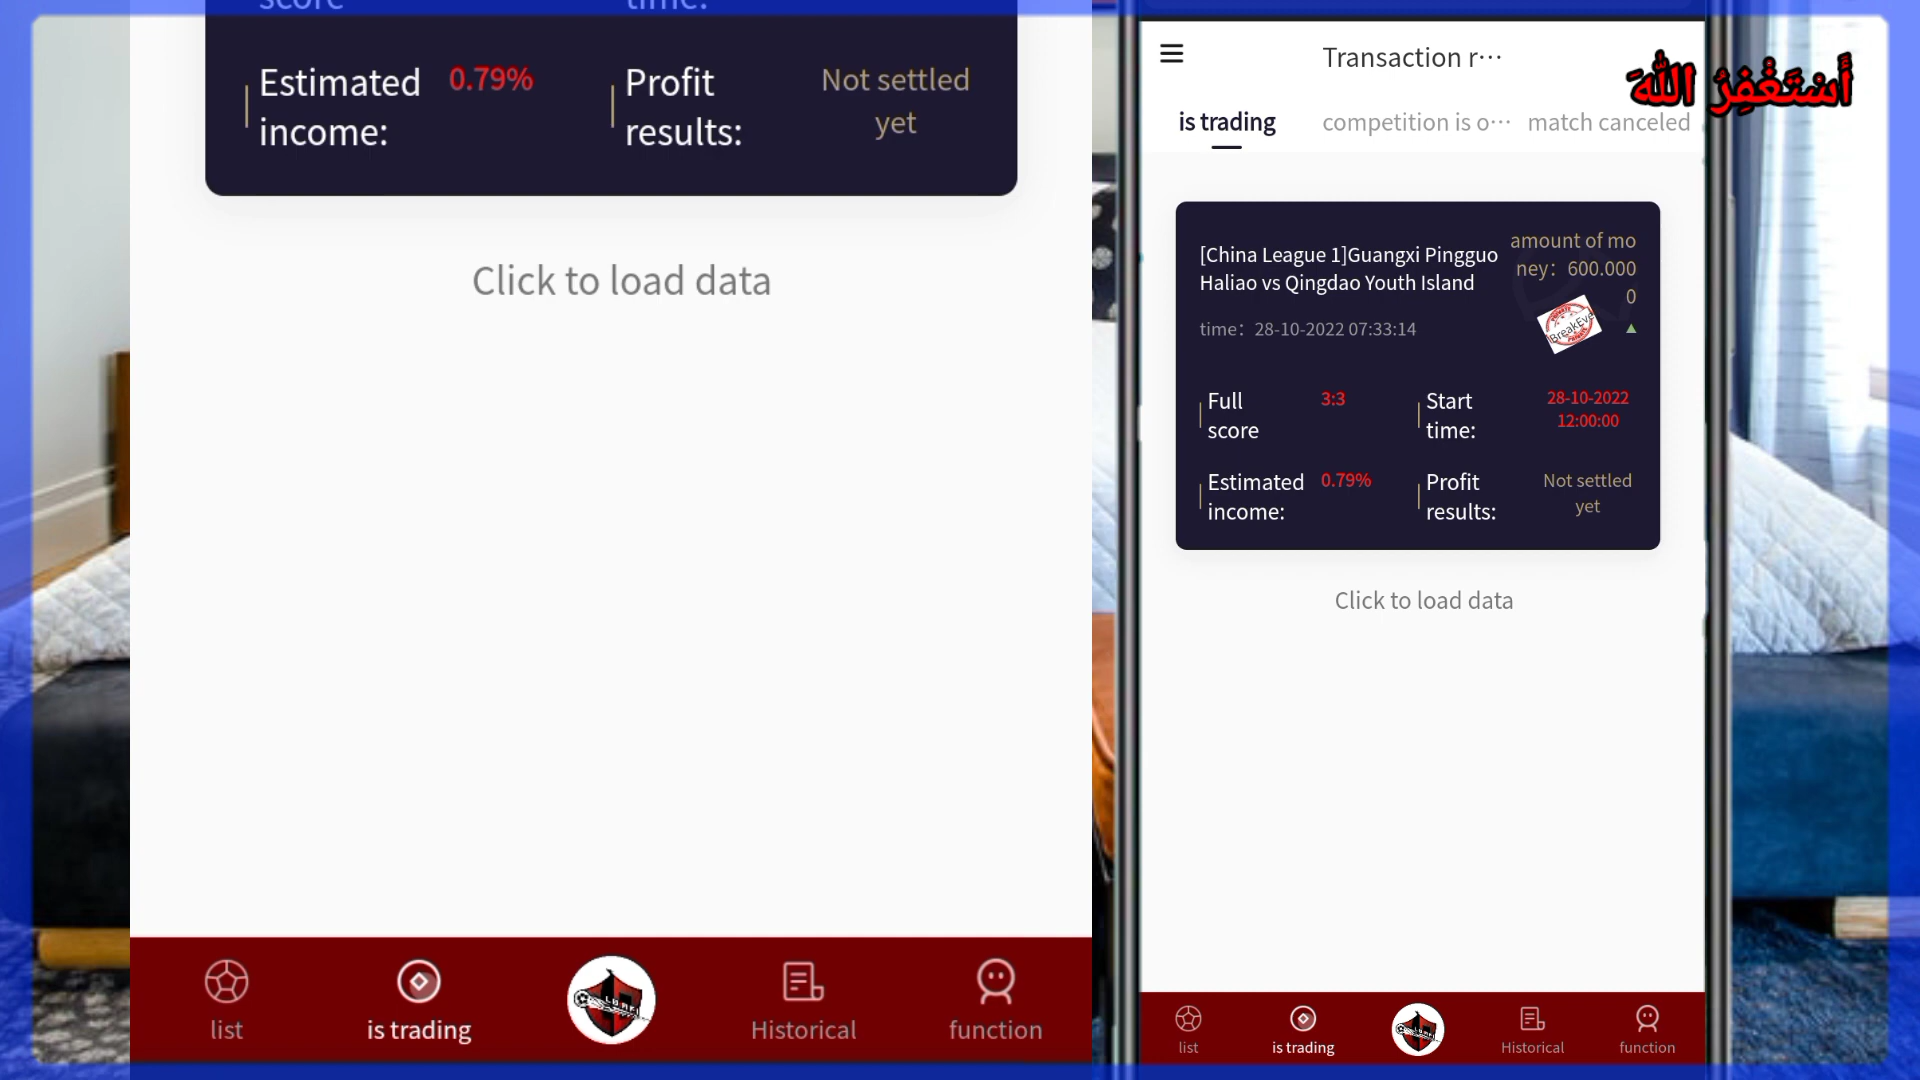 score
time:
Estimated income:
0.79%
Profit results:
Not settled yet
Click to load data
list
is trading
Historical
function
Transaction r···
أَسْتَغْفِرُ اللهَ
is trading
competition is o···
match canceled
[China League 1]Guangxi Pingguo
Haliao vs Qingdao Youth Island
amount of mo
ney：600.000
0
time：28-10-2022 07:33:14
BreakEve
Full score
3:3
Start time:
28-10-2022
12:00:00
Estimated income:
0.79%
Profit results:
Not settled yet
Click to load data
list
is trading
Historical
function